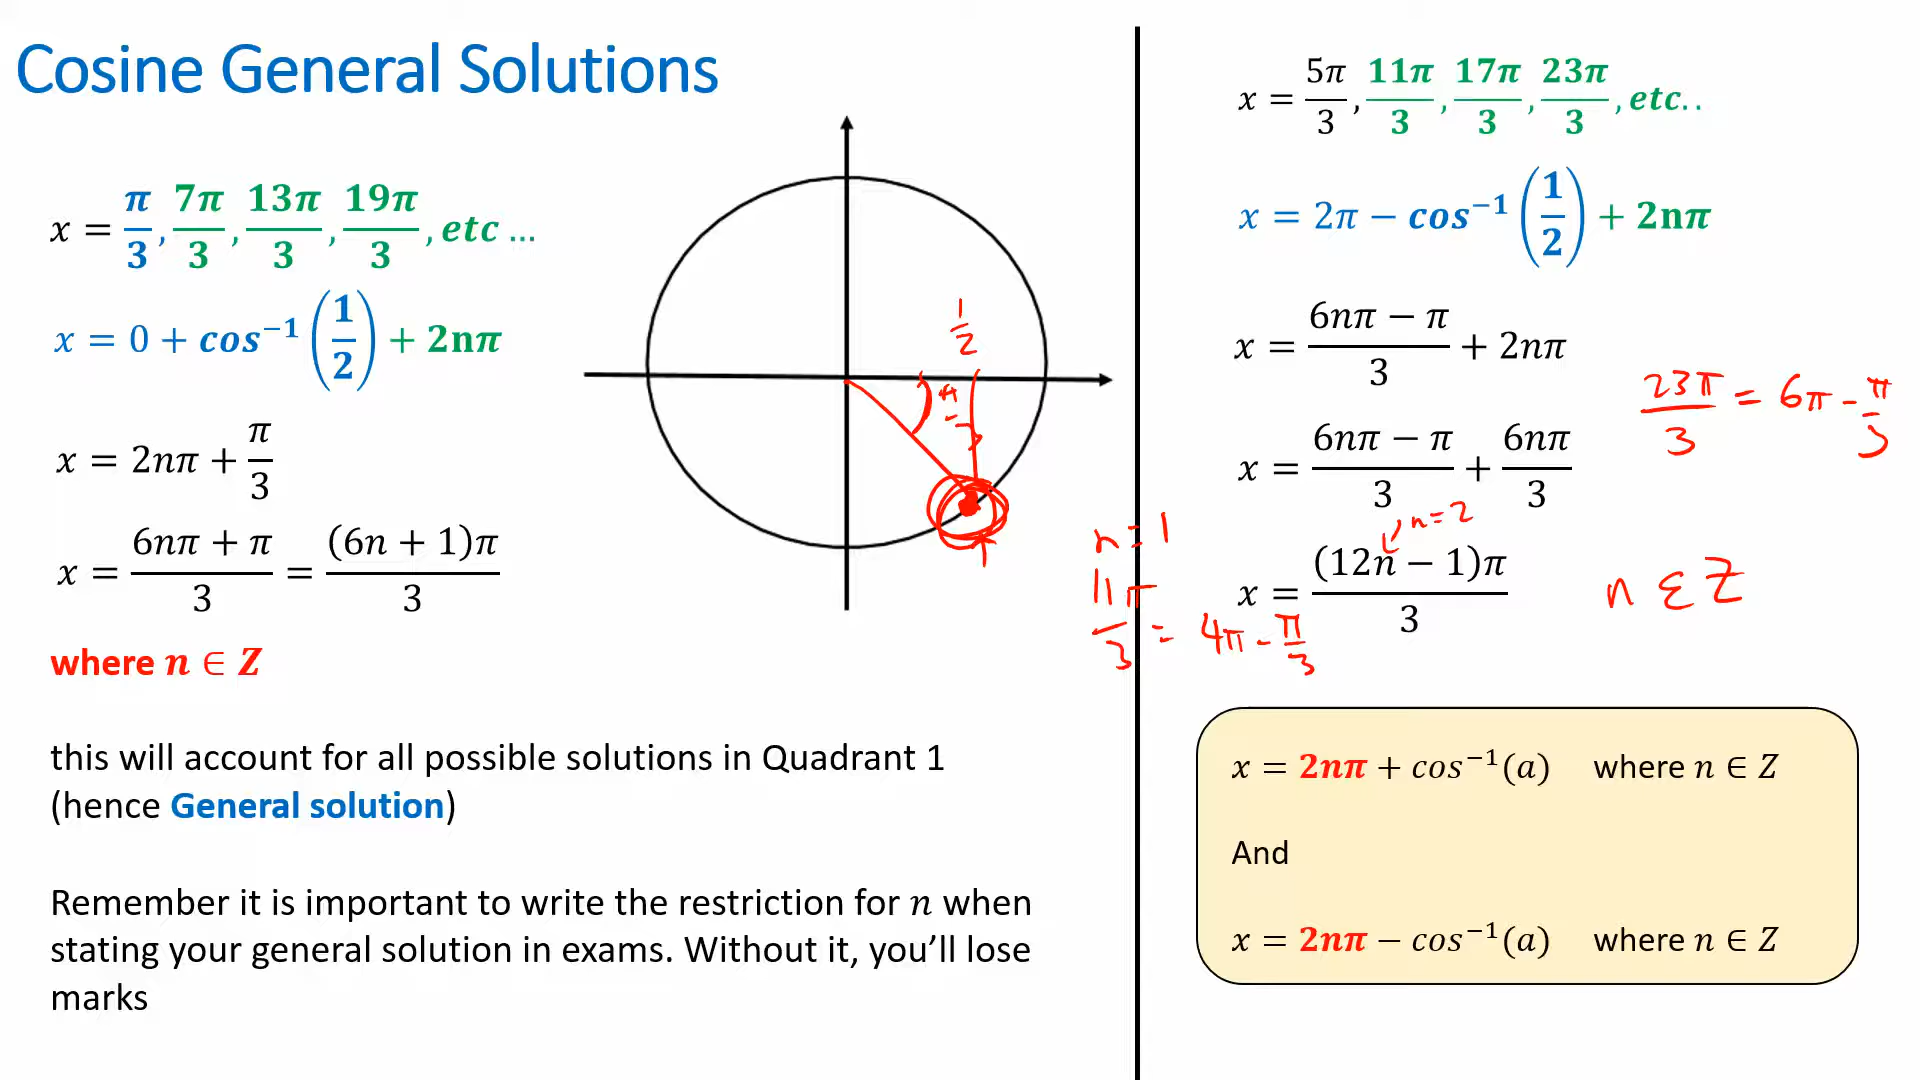 Cosine General Solutions
x = π/3, 7π/3, 13π/3, 19π/3, etc …
x = 0 + cos⁻¹(1/2) + 2nπ
x = 2nπ + π/3
x = (6nπ + π)/3 = ((6n + 1)π)/3
where n ∈ Z
this will account for all possible solutions in Quadrant 1
(hence General solution)
Remember it is important to write the restriction for n when
stating your general solution in exams. Without it, you’ll lose
marks
1/2
π/3
n = 1
11π/3 = 4π - π/3
x = 5π/3, 11π/3, 17π/3, 23π/3, etc. .
x = 2π − cos⁻¹(1/2) + 2nπ
x = (6nπ − π)/3 + 2nπ
23π/3 = 6π - π/3
x = (6nπ − π)/3 + 6nπ/3
n = 2
x = ((12n − 1)π)/3
n ∈ Z
x = 2nπ + cos⁻¹(a) where n ∈ Z
And
x = 2nπ − cos⁻¹(a) where n ∈ Z